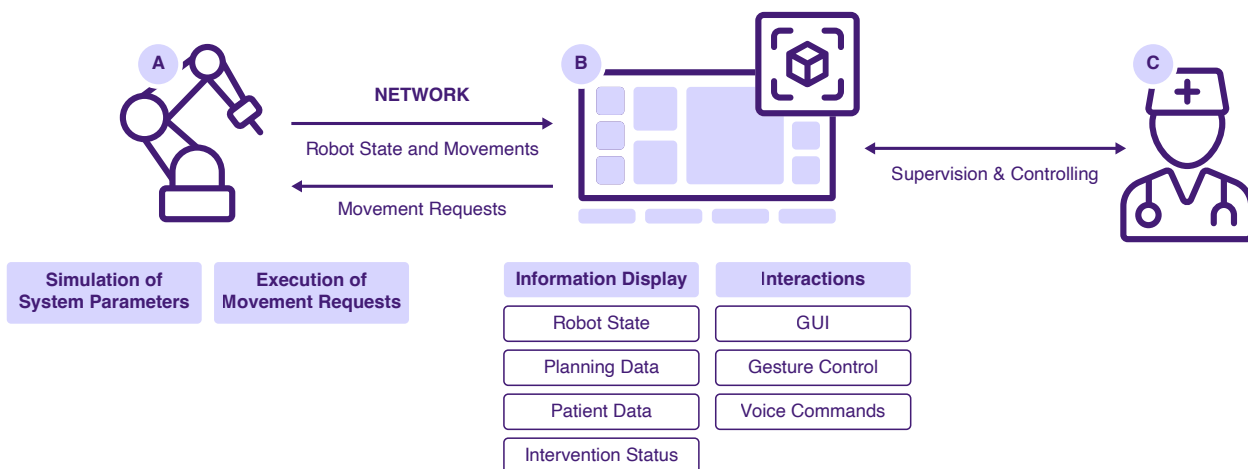 A
B
C
NETWORK
Robot State and Movements
Movement Requests
Supervision & Controlling
Simulation of
System Parameters
Execution of
Movement Requests
Information Display
Robot State
Planning Data
Patient Data
Intervention Status
Interactions
GUI
Gesture Control
Voice Commands